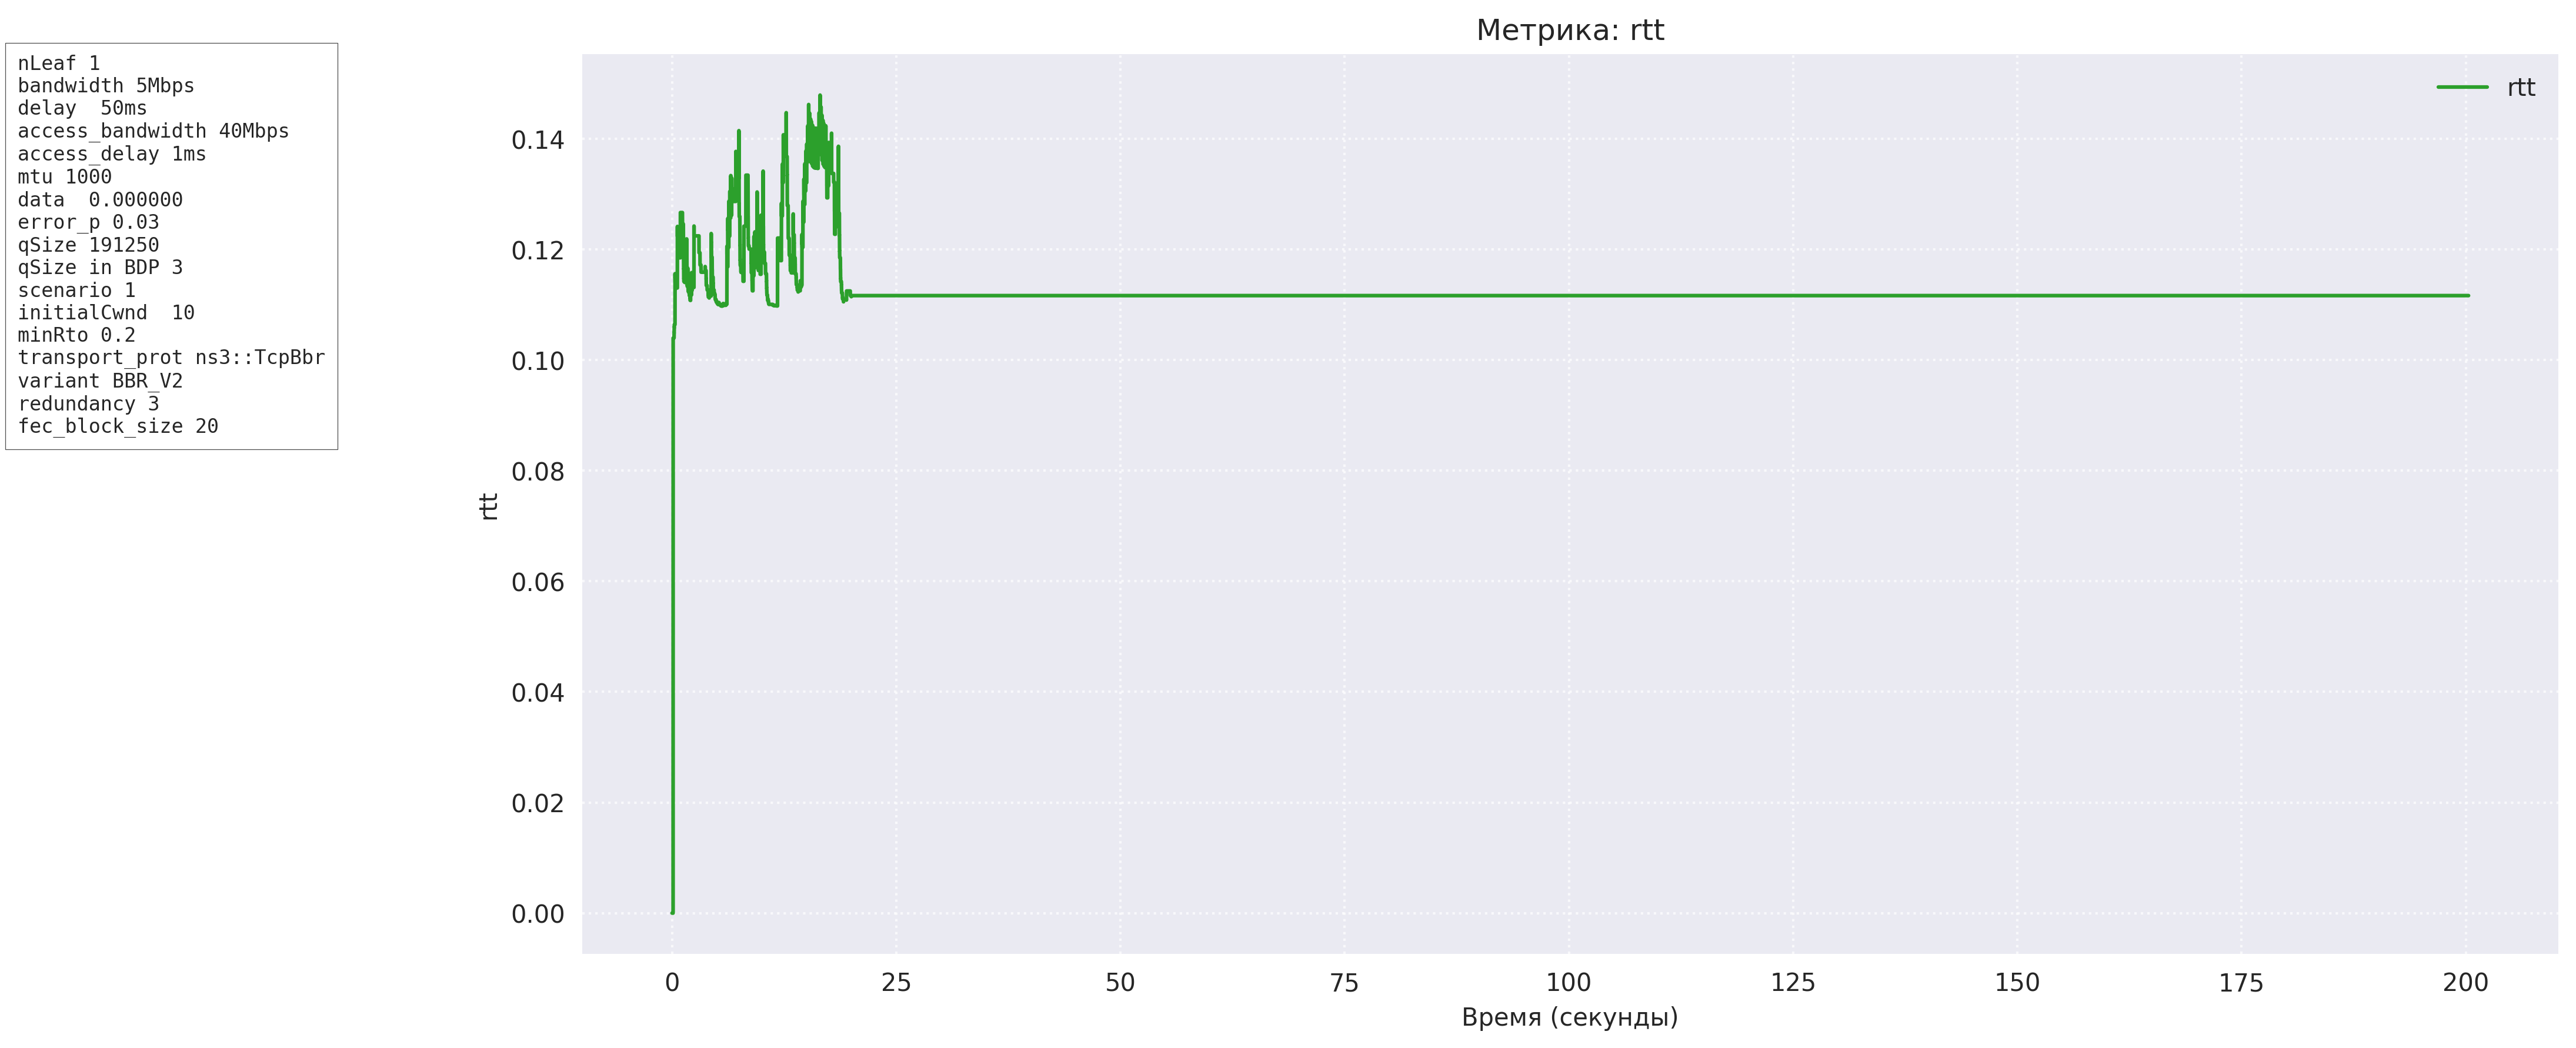 Метрика: rtt
nLeaf 1
bandwidth 5Mbps
delay  50ms
access_bandwidth 40Mbps
access_delay 1ms
mtu 1000
data  0.000000
error_p 0.03
qSize 191250
qSize in BDP 3
scenario 1
initialCwnd  10
minRto 0.2
transport_prot ns3::TcpBbr
variant BBR_V2
redundancy 3
fec_block_size 20
rtt
0.14
0.12
0.10
0.08
0.06
0.04
0.02
0.00
rtt
0 25 50 75 100 125 150 175 200
Время (секунды)